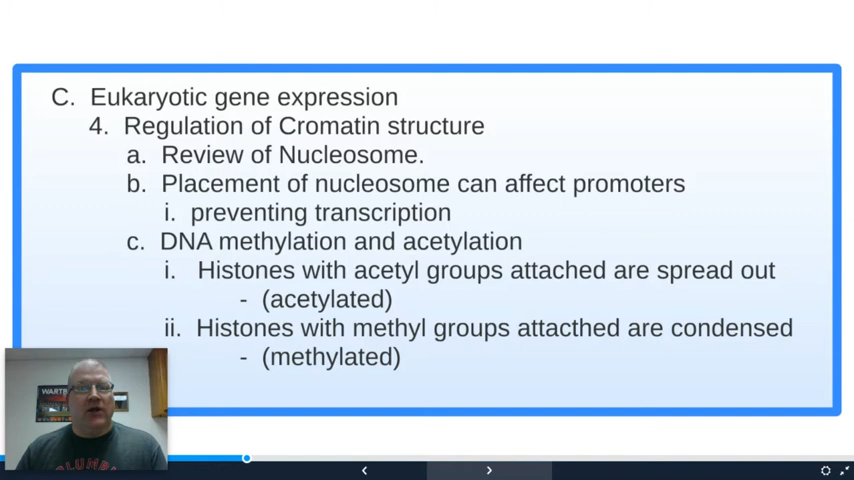 C. Eukaryotic gene expression
4. Regulation of Cromatin structure
a. Review of Nucleosome.
b. Placement of nucleosome can affect promoters
i. preventing transcription
c. DNA methylation and acetylation
i. Histones with acetyl groups attached are spread out
- (acetylated)
ii. Histones with methyl groups attacthed are condensed
- (methylated)